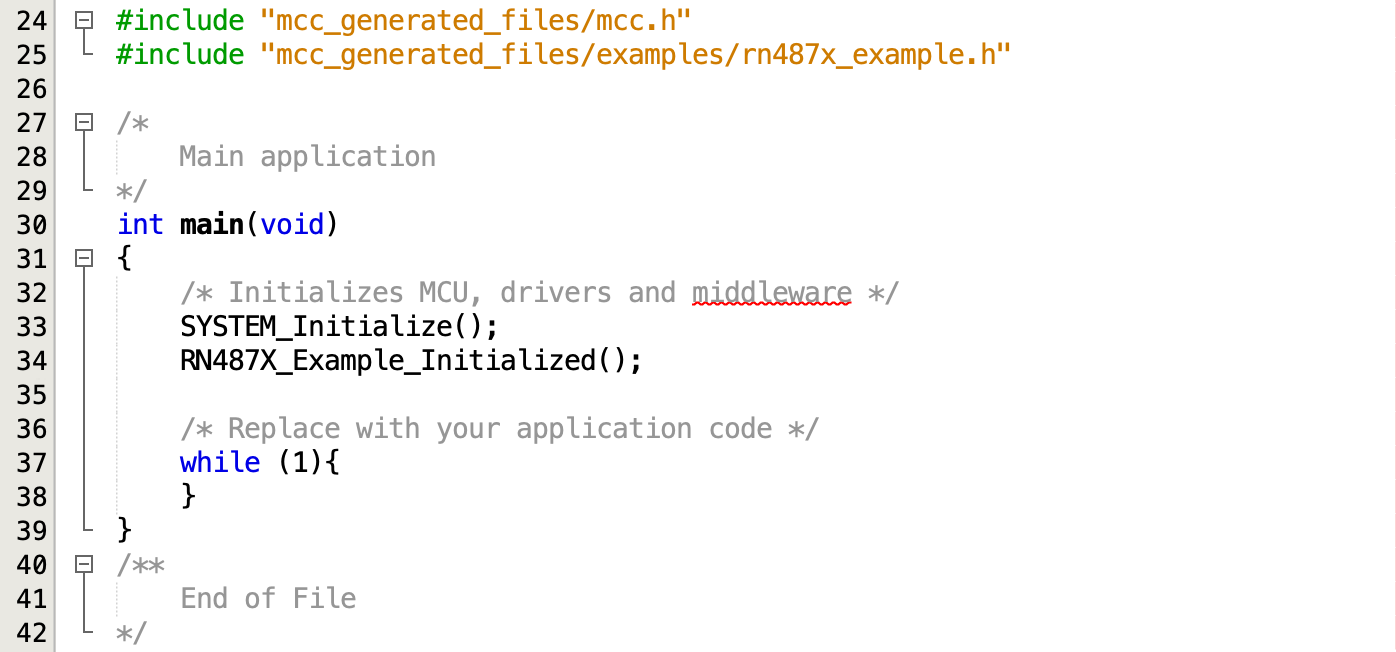 24 #include "mcc_generated_files/mcc.h"
25 #include "mcc_generated_files/examples/rn487x_example.h"
26
27 /*
28     Main application
29 */
30 int main(void)
31 {
32     /* Initializes MCU, drivers and middleware */
33     SYSTEM_Initialize();
34     RN487X_Example_Initialized();
35
36     /* Replace with your application code */
37     while (1){
38     }
39 }
40 /**
41     End of File
42 */